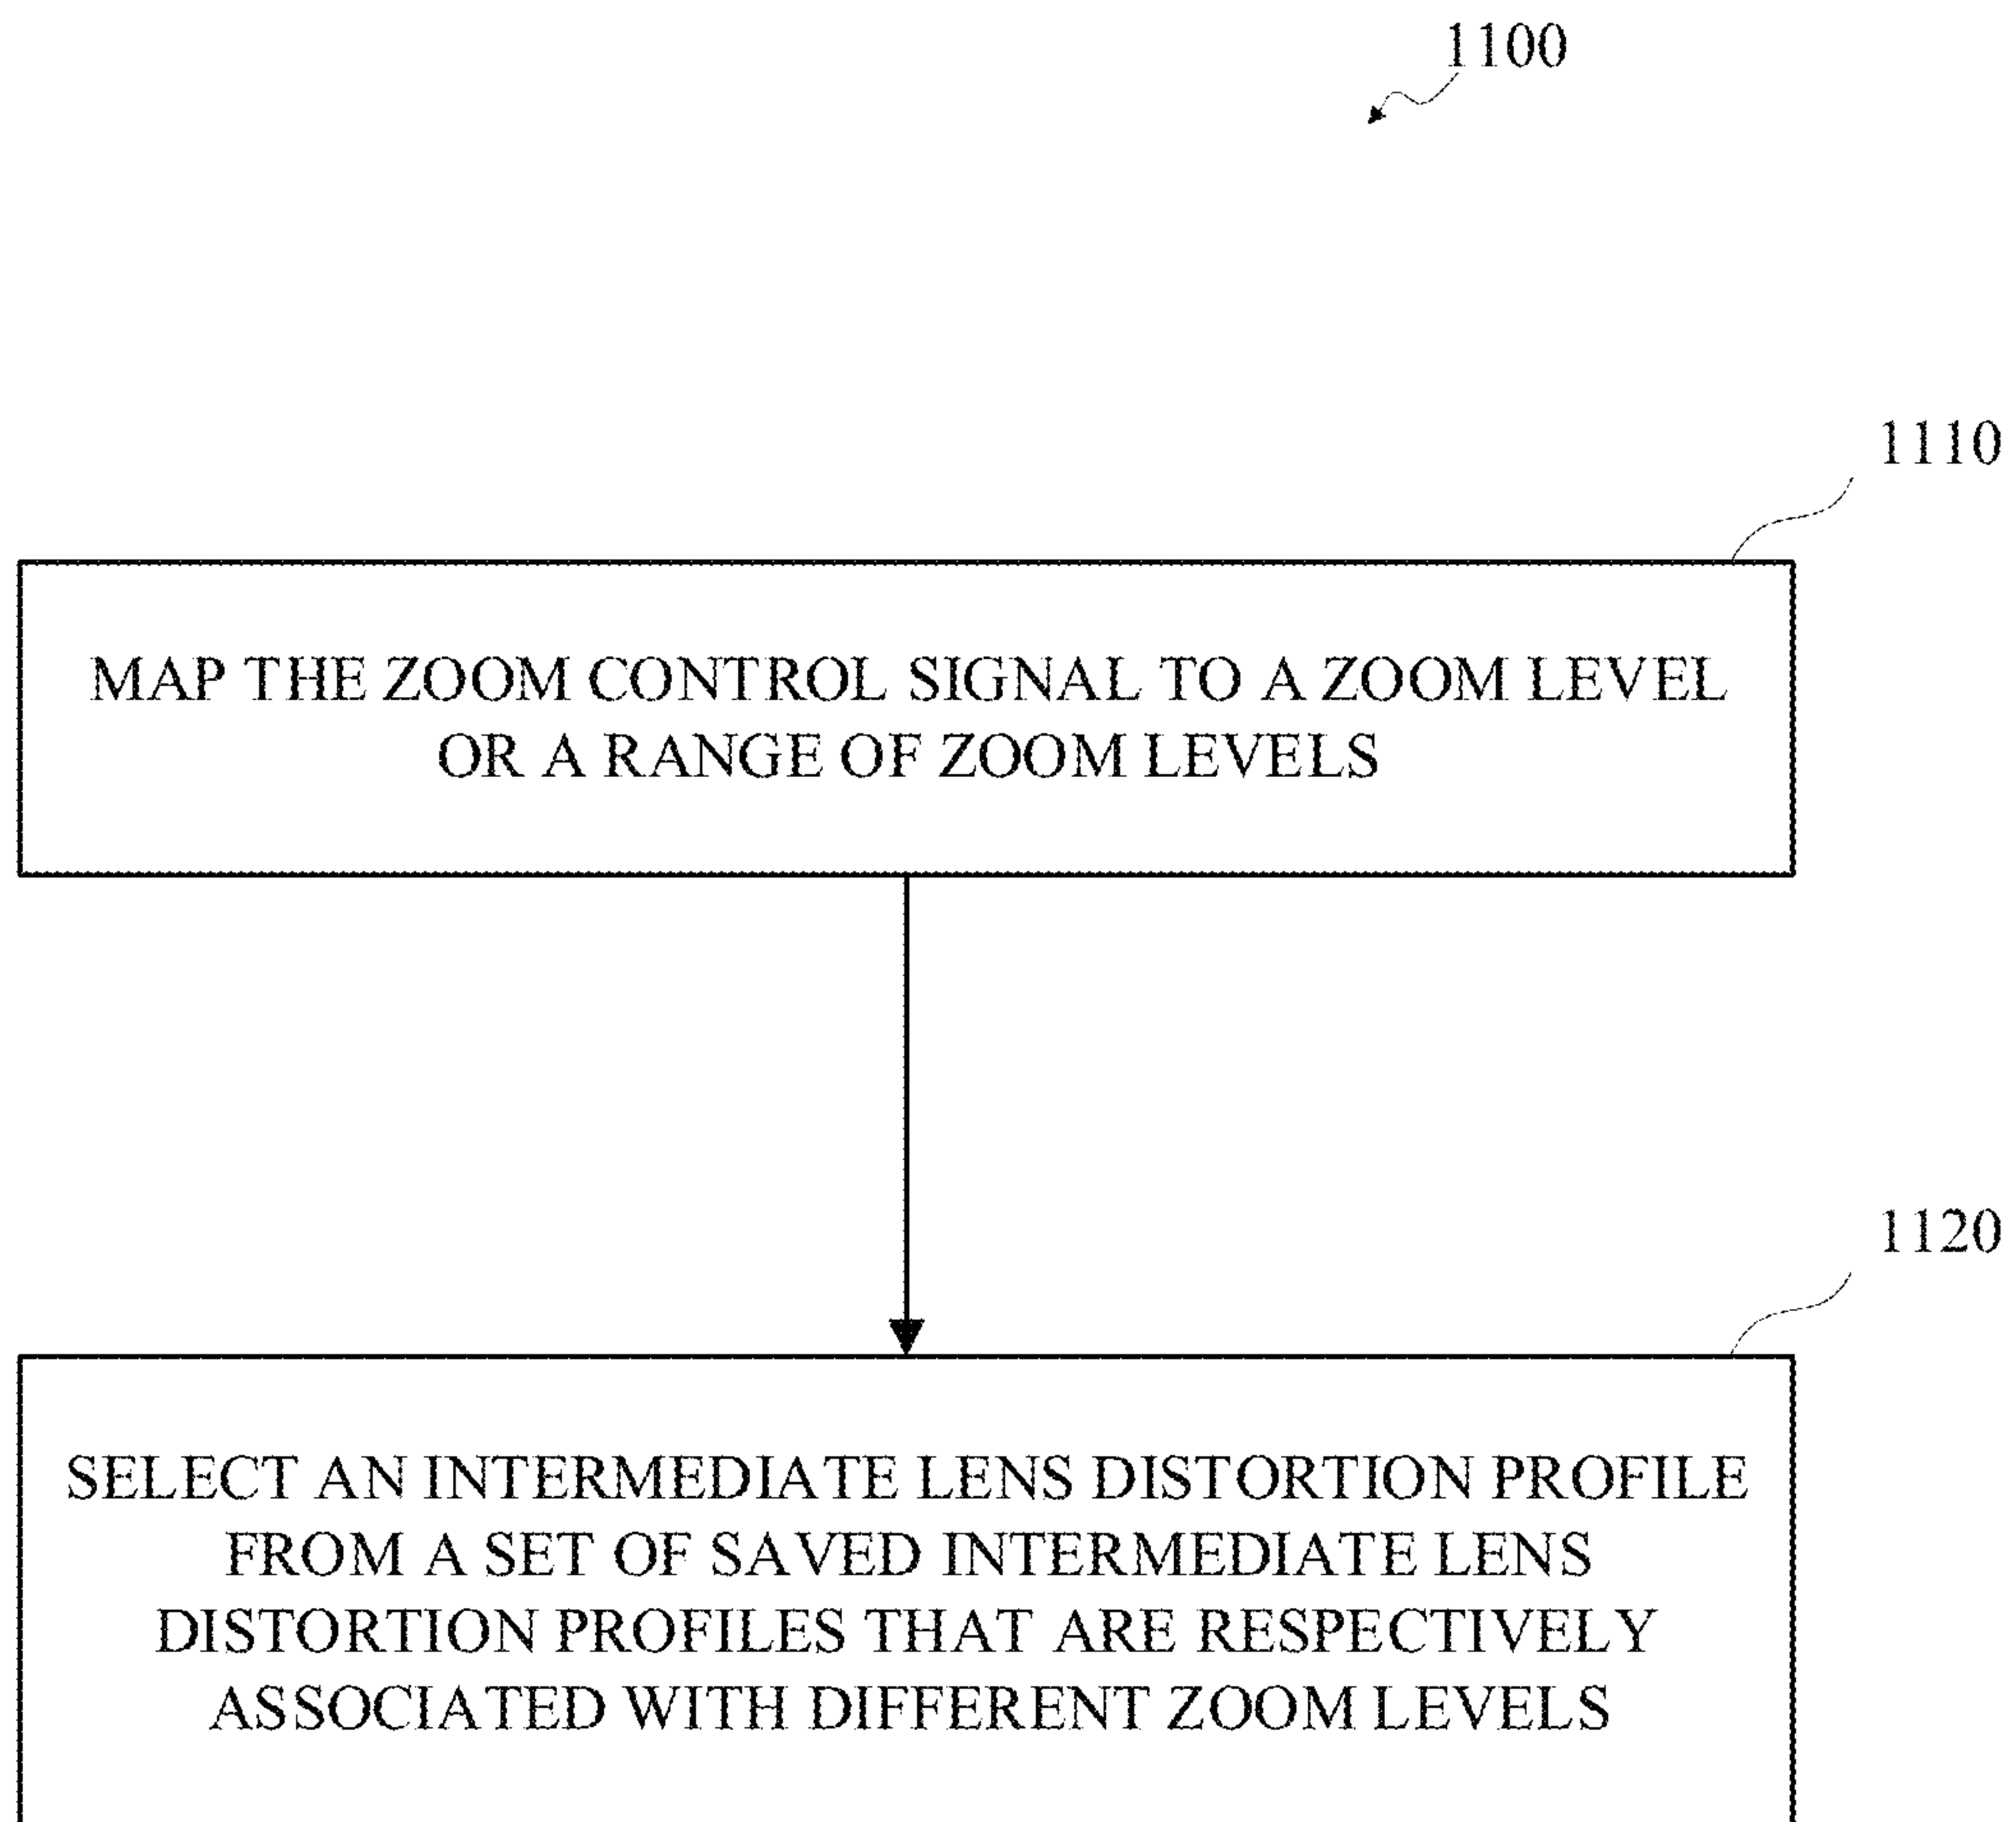 1100
1110
MAP THE ZOOM CONTROL SIGNAL TO A ZOOM LEVEL
OR A RANGE OF ZOOM LEVELS
1120
SELECT AN INTERMEDIATE LENS DISTORTION PROFILE
FROM A SET OF SAVED INTERMEDIATE LENS
DISTORTION PROFILES THAT ARE RESPECTIVELY
ASSOCIATED WITH DIFFERENT ZOOM LEVELS